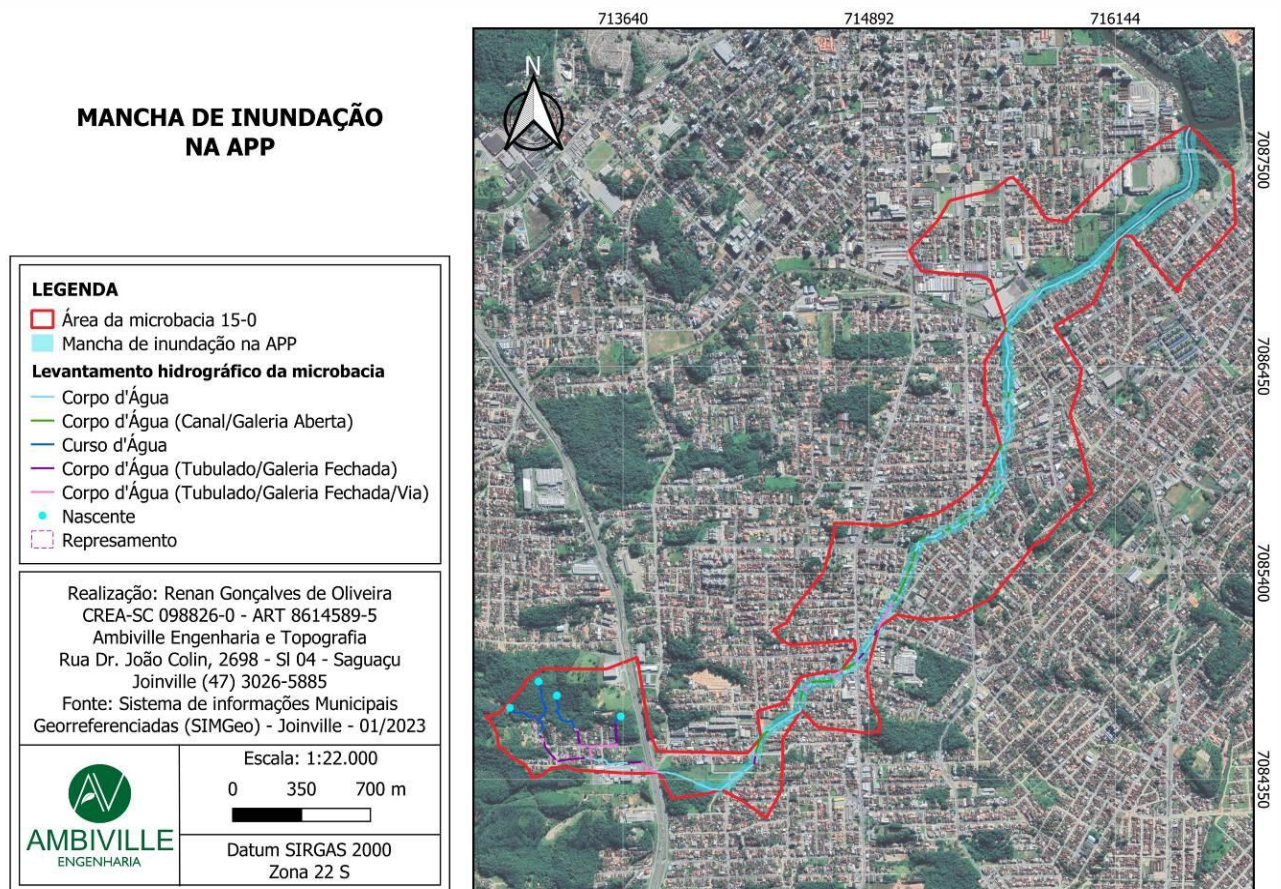 MANCHA DE INUNDAÇÃO
NA APP
LEGENDA
Área da microbacia 15-0
Mancha de inundação na APP
Levantamento hidrográfico da microbacia
Corpo d'Água
Corpo d'Água (Canal/Galeria Aberta)
Curso d'Água
Corpo d'Água (Tubulado/Galeria Fechada)
Corpo d'Água (Tubulado/Galeria Fechada/Via)
Nascente
Represamento
Realização: Renan Gonçalves de Oliveira
CREA-SC 098826-0 - ART 8614589-5
Ambiville Engenharia e Topografia
Rua Dr. João Colin, 2698 - Sl 04 - Saguaçu
Joinville (47) 3026-5885
Fonte: Sistema de informações Municipais
Georreferenciadas (SIMGeo) - Joinville - 01/2023
AV
AMBIVILLE
ENGENHARIA
Escala: 1:22.000
0 350 700 m
Datum SIRGAS 2000
Zona 22 S
713640 714892 716144
N
7087500
7086450
7085400
7084350